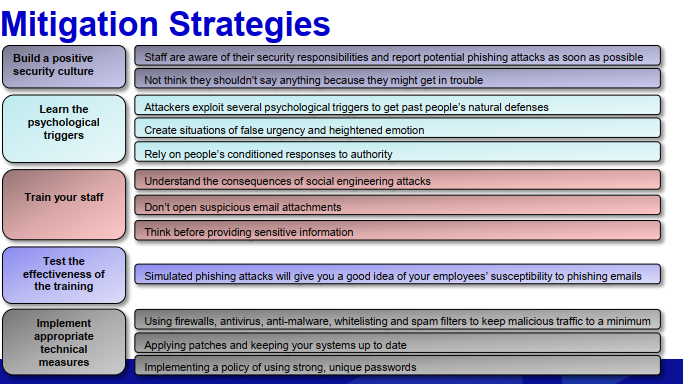 Mitigation Strategies
Build a positive
security culture
Staff are aware of their security responsibilities and report potential phishing attacks as soon as possible
Not think they shouldn't say anything because they might get in trouble
Learn the
psychological
triggers
Attackers exploit several psychological triggers to get past people's natural defenses
Create situations of false urgency and heightened emotion
Rely on people's conditioned responses to authority
Train your staff
Understand the consequences of social engineering attacks
Don't open suspicious email attachments
Think before providing sensitive information
Test the
effectiveness of
the training
Simulated phishing attacks will give you a good idea of your employees' susceptibility to phishing emails
Implement
appropriate
technical
measures
Using firewalls, antivirus, anti-malware, whitelisting and spam filters to keep malicious traffic to a minimum
Applying patches and keeping your systems up to date
Implementing a policy of using strong, unique passwords